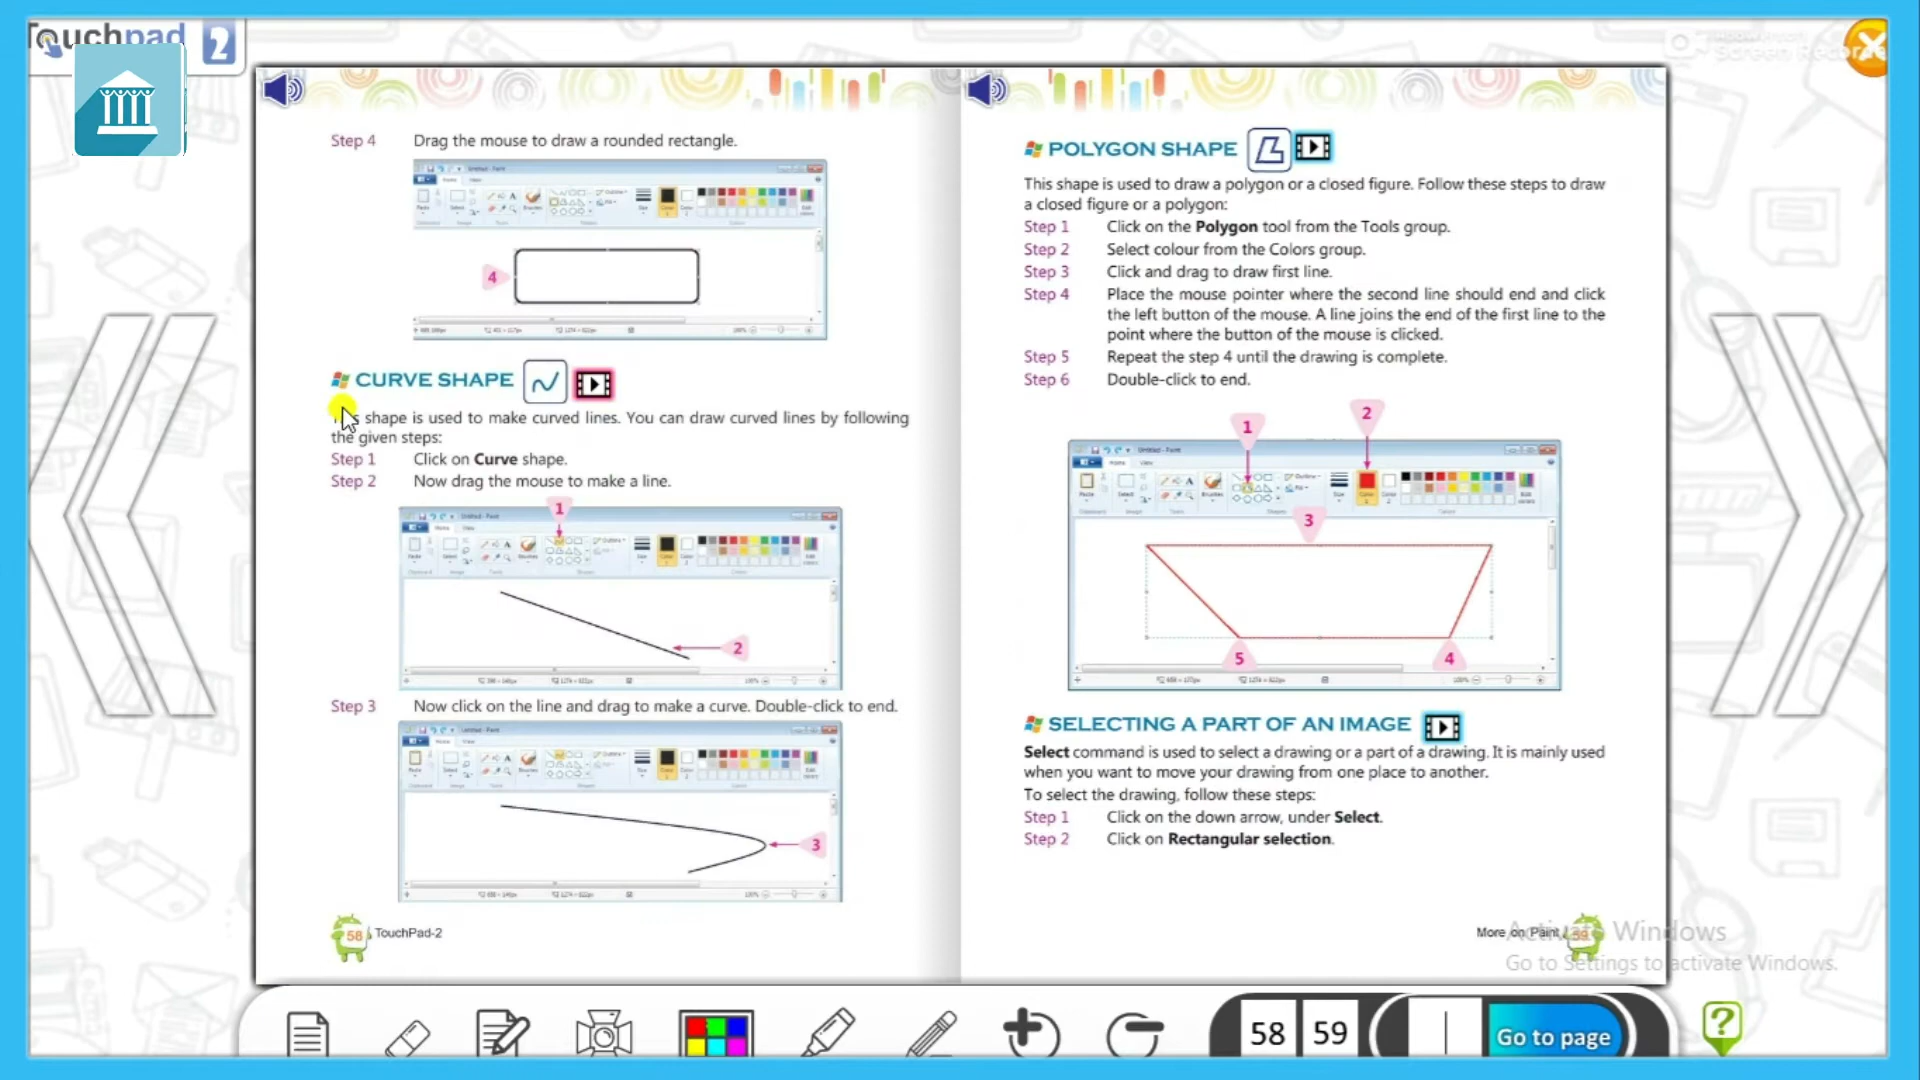 Touchpad 2
Step 4 Drag the mouse to draw a rounded rectangle.
4
CURVE SHAPE
shape is used to make curved lines. You can draw curved lines by following
the given steps:
Step 1 Click on Curve shape.
Step 2 Now drag the mouse to make a line.
1
2
Step 3 Now click on the line and drag to make a curve. Double-click to end.
3
58 TouchPad-2
POLYGON SHAPE
This shape is used to draw a polygon or a closed figure. Follow these steps to draw
a closed figure or a polygon:
Step 1 Click on the Polygon tool from the Tools group.
Step 2 Select colour from the Colors group.
Step 3 Click and drag to draw first line.
Step 4 Place the mouse pointer where the second line should end and click
the left button of the mouse. A line joins the end of the first line to the
point where the button of the mouse is clicked.
Step 5 Repeat the step 4 until the drawing is complete.
Step 6 Double-click to end.
1 2
3
5 4
SELECTING A PART OF AN IMAGE
Select command is used to select a drawing or a part of a drawing. It is mainly used
when you want to move your drawing from one place to another.
To select the drawing, follow these steps:
Step 1 Click on the down arrow, under Select.
Step 2 Click on Rectangular selection.
More on Paint 59
Activate Windows
Go to Settings to activate Windows.
58 59 Go to page
?